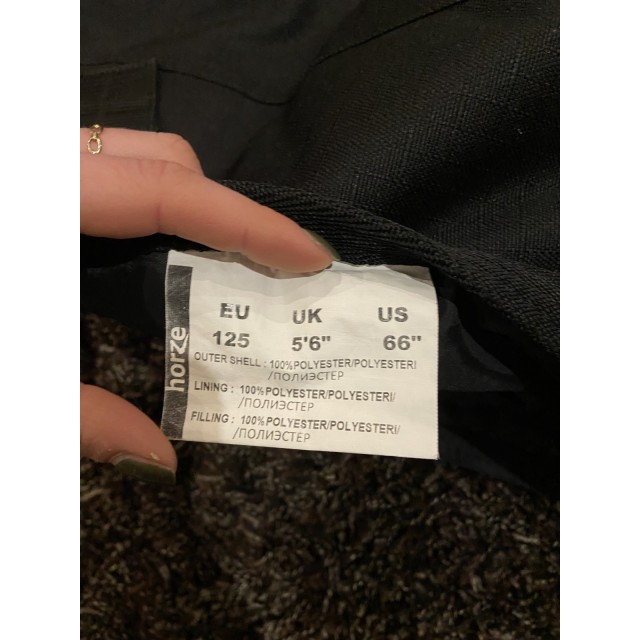 horze
EU UK US
125 5'6" 66"
OUTER SHELL : 100%POLYESTER/POLYESTERI
/ПОЛИЭСТЕР
LINING : 100%POLYESTER/POLYESTERI/
/ПОЛИЭСТЕР
FILLING : 100%POLYESTER/POLYESTERI/
/ПОЛИЭСТЕР